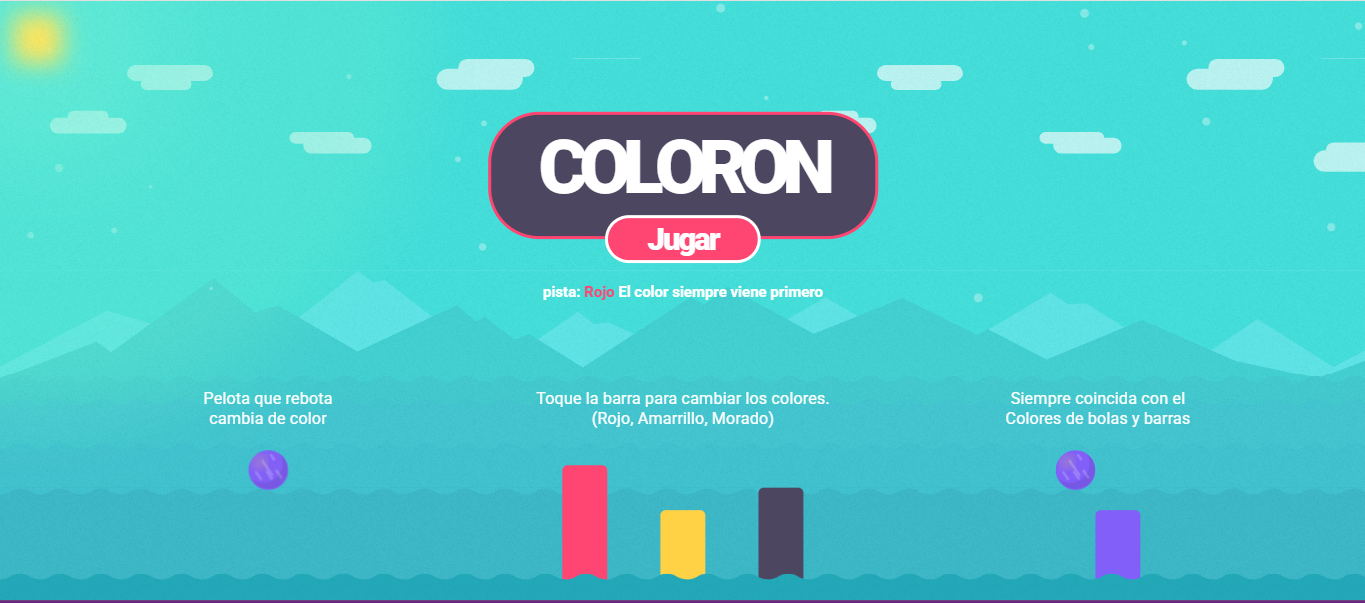 COLORON
Jugar
pista: Rojo El color siempre viene primero
Pelota que rebota
cambia de color
Toque la barra para cambiar los colores.
(Rojo, Amarrillo, Morado)
Siempre coincida con el
Colores de bolas y barras